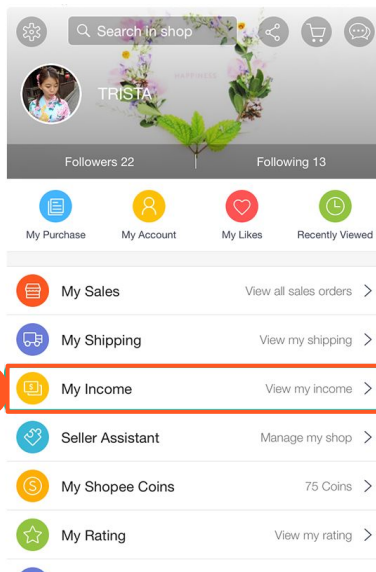 Search in shop
HAPPINESS
TRISTA
Followers 22
Following 13
My Purchase
My Account
My Likes
Recently Viewed
My Sales
View all sales orders
My Shipping
View my shipping
My Income
View my income
Seller Assistant
Manage my shop
My Shopee Coins
75 Coins
My Rating
View my rating